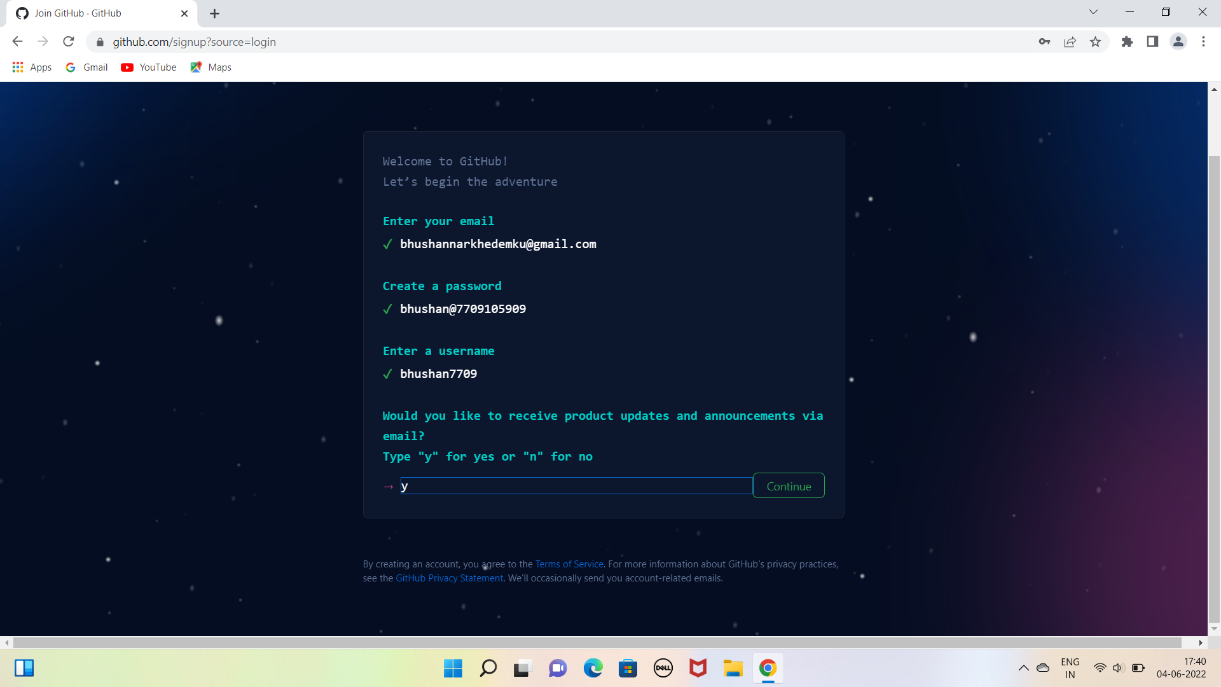 Join GitHub · GitHub
github.com/signup?source=login
Apps
Gmail
YouTube
Maps
Welcome to GitHub!
Let’s begin the adventure
Enter your email
✓ bhushannarkhedemku@gmail.com
Create a password
✓ bhushan@7709105909
Enter a username
✓ bhushan7709
Would you like to receive product updates and announcements via
email?
Type "y" for yes or "n" for no
→ y
Continue
By creating an account, you agree to the Terms of Service. For more information about GitHub's privacy practices,
see the GitHub Privacy Statement. We'll occasionally send you account-related emails.
DELL
ENG
IN
17:40
04-06-2022